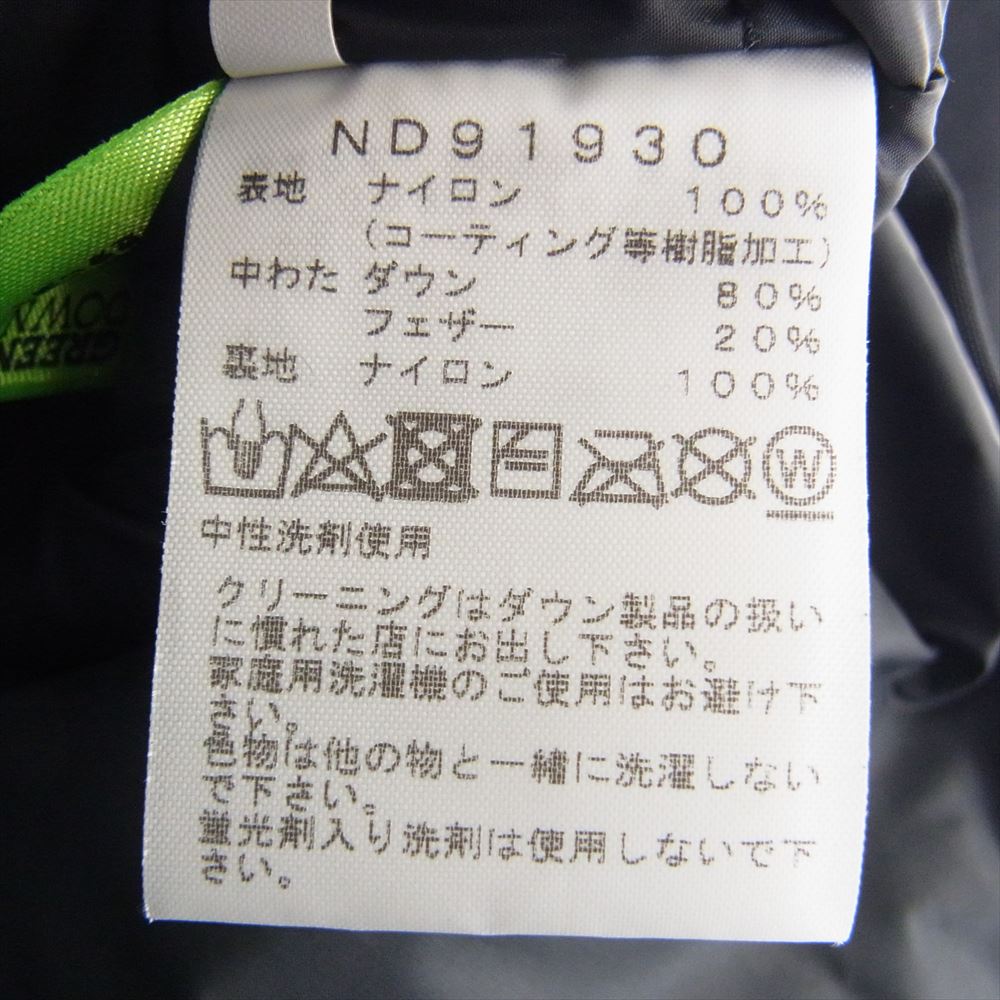 ND91930
表地 ナイロン 100%
(コーティング等樹脂加工)
中わた ダウン 80%
フェザー 20%
裏地 ナイロン 100%
W
中性洗剤使用
クリーニングはダウン製品の扱い
に慣れた店にお出し下さい。
家庭用洗濯機のご使用はお避け下
さい。
色物は他の物と一緒に洗濯しない
で下さい。
蛍光剤入り洗剤は使用しないで下
さい。
GREEN
DOWN